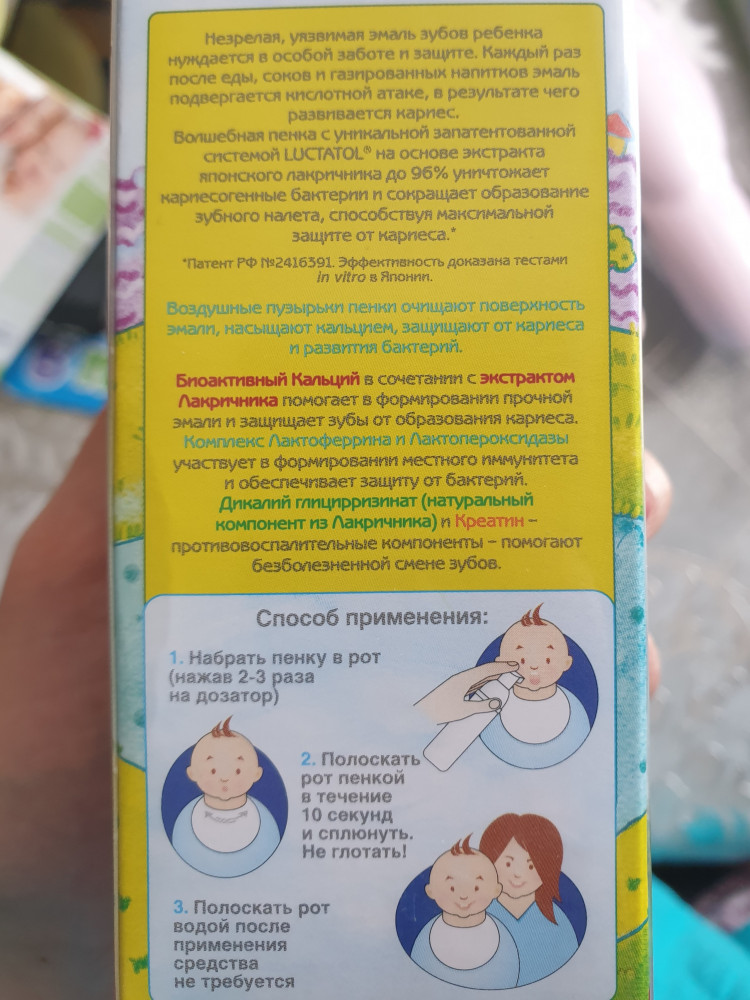 Незрелая, уязвимая эмаль зубов ребенка
нуждается в особой заботе и защите. Каждый раз
после еды, соков и газированных напитков эмаль
подвергается кислотной атаке, в результате чего
развивается кариес.
Волшебная пенка с уникальной запатентованной
системой LUCTATOL® на основе экстракта
японского лакричника до 96% уничтожает
кариесогенные бактерии и сокращает образование
зубного налета, способствуя максимальной
защите от кариеса.*
*Патент РФ №2416391. Эффективность доказана тестами
in vitro в Японии.
Воздушные пузырьки пенки очищают поверхность
эмали, насыщают кальцием, защищают от кариеса
и развития бактерий.
Биоактивный Кальций в сочетании с экстрактом
Лакричника помогает в формировании прочной
эмали и защищает зубы от образования кариеса.
Комплекс Лактоферрина и Лактопероксидазы
участвует в формировании местного иммунитета
и обеспечивает защиту от бактерий.
Дикалий глицирризинат (натуральный
компонент из Лакричника) и Креатин –
противовоспалительные компоненты – помогают
безболезненной смене зубов.
Способ применения:
1. Набрать пенку в рот
(нажав 2-3 раза
на дозатор)
2. Полоскать
рот пенкой
в течение
10 секунд
и сплюнуть.
Не глотать!
3. Полоскать рот
водой после
применения
средства
не требуется